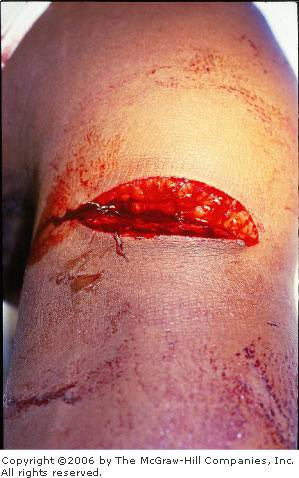 Copyright ©2006 by The McGraw-Hill Companies, Inc.
All rights reserved.